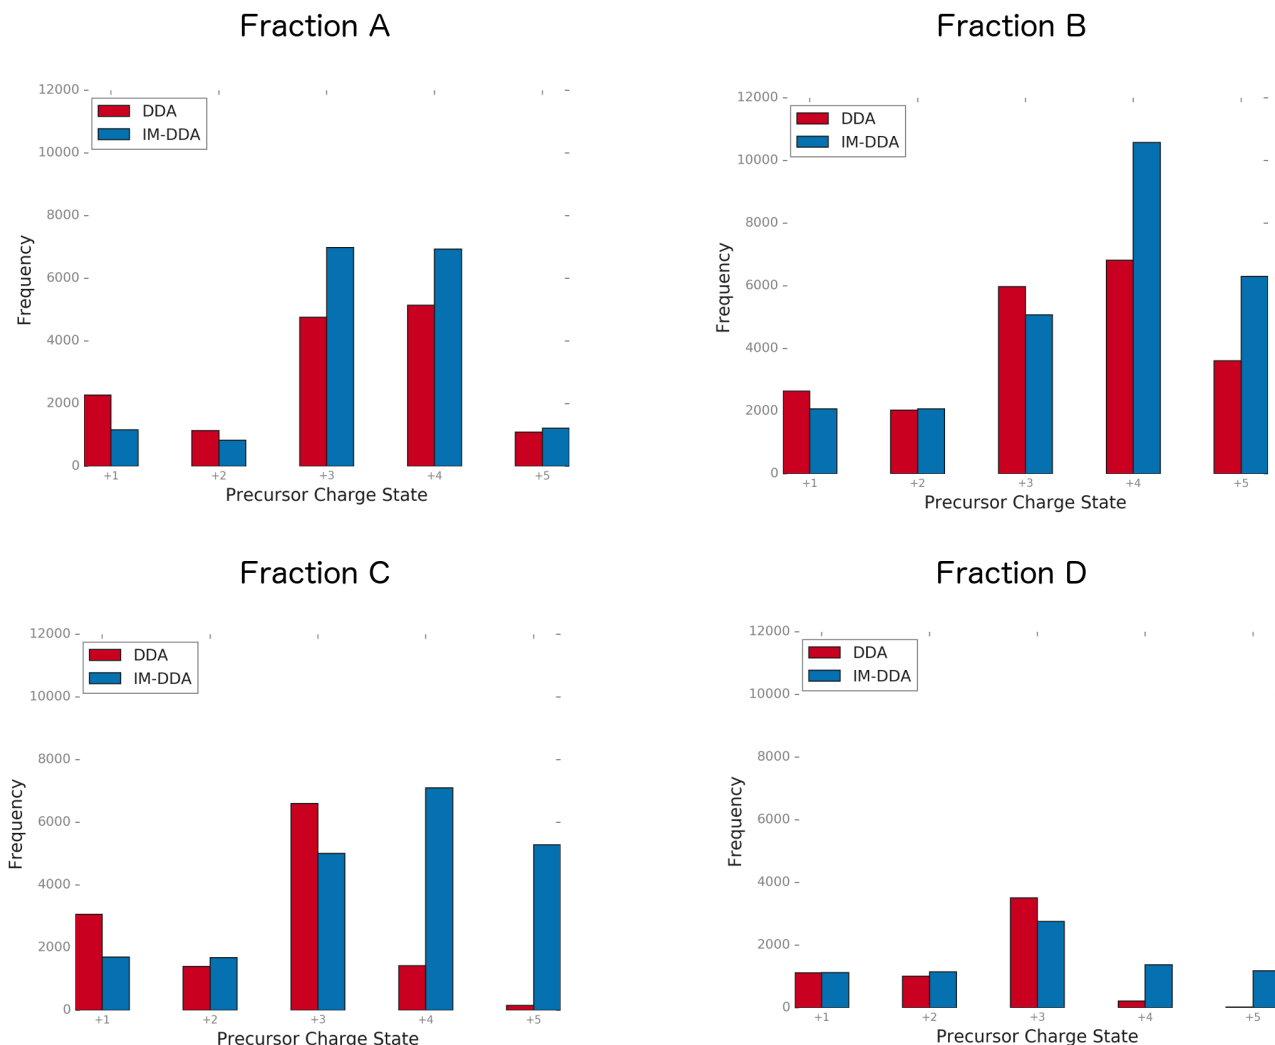 Fraction A
12000
10000
8000
6000
4000
2000
0
DDA
IM-DDA
Frequency
+1 +2 +3 +4 +5
Precursor Charge State
Fraction B
12000
10000
8000
6000
4000
2000
0
DDA
IM-DDA
Frequency
+1 +2 +3 +4 +5
Precursor Charge State
Fraction C
12000
10000
8000
6000
4000
2000
0
DDA
IM-DDA
Frequency
+1 +2 +3 +4 +5
Precursor Charge State
Fraction D
12000
10000
8000
6000
4000
2000
0
DDA
IM-DDA
Frequency
+1 +2 +3 +4 +5
Precursor Charge State